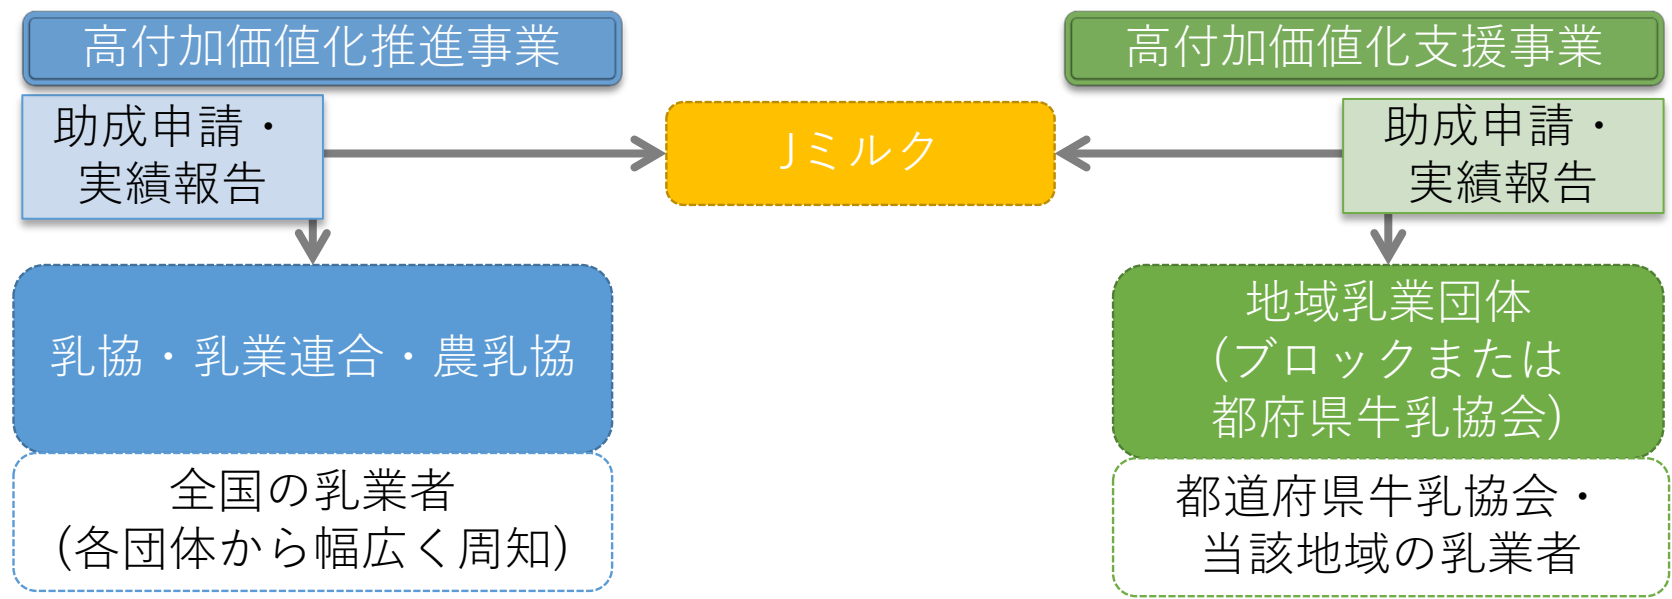 高付加価値化推進事業
高付加価値化支援事業
助成申請・
実績報告
Jミルク
助成申請・
実績報告
乳協・乳業連合・農乳協
地域乳業団体
(ブロックまたは
都府県牛乳協会)
全国の乳業者
(各団体から幅広く周知)
都道府県牛乳協会・
当該地域の乳業者